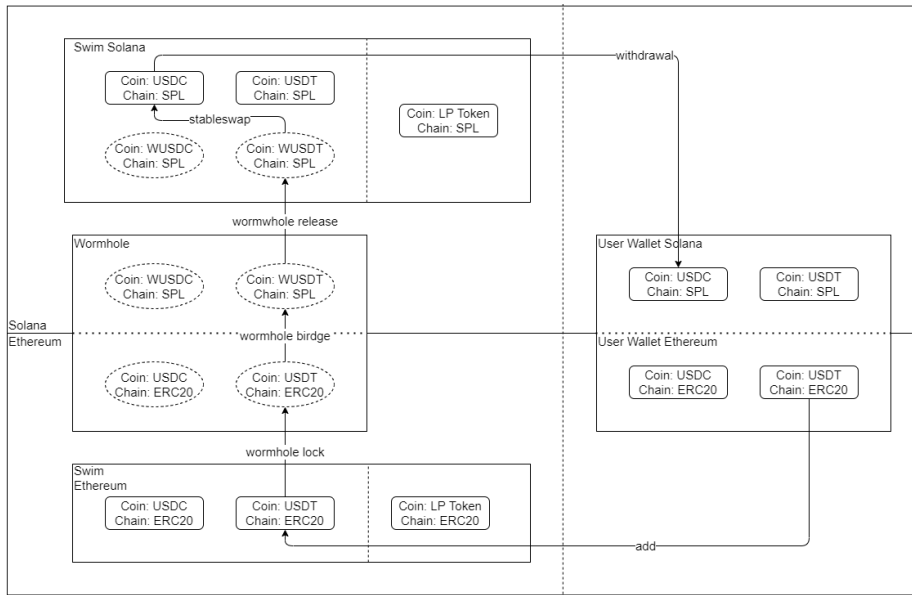 Swim Solana
withdrawal
Coin: USDC
Chain: SPL
Coin: USDT
Chain: SPL
Coin: LP Token
Chain: SPL
stableswap
Coin: WUSDC
Chain: SPL
Coin: WUSDT
Chain: SPL
wormwhole release
Wormhole
Coin: WUSDC
Chain: SPL
Coin: WUSDT
Chain: SPL
User Wallet Solana
Coin: USDC
Chain: SPL
Coin: USDT
Chain: SPL
Solana
Ethereum
wormhole birdge
User Wallet Ethereum
Coin: USDC
Chain: ERC20
Coin: USDT
Chain: ERC20
Coin: USDC
Chain: ERC20
Coin: USDT
Chain: ERC20
wormhole lock
Swim
Ethereum
Coin: USDC
Chain: ERC20
Coin: USDT
Chain: ERC20
Coin: LP Token
Chain: ERC20
add